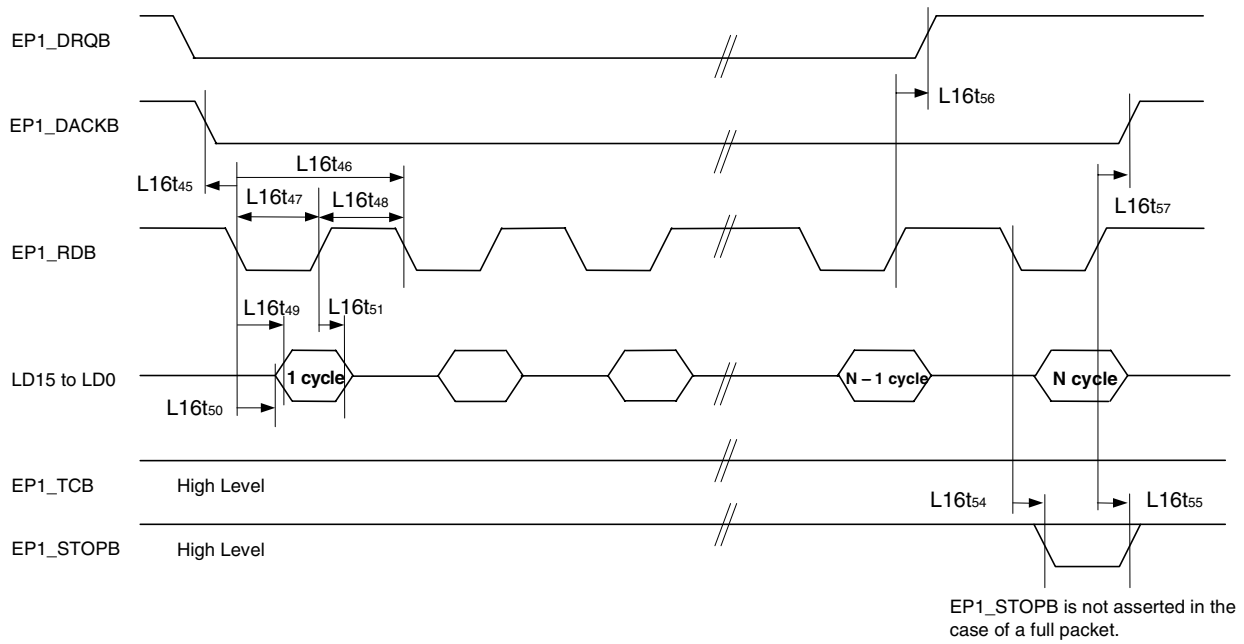 EP1_DRQB
L16t56
EP1_DACKB
L16t46
L16t45
L16t47
L16t48
L16t57
EP1_RDB
L16t49
L16t51
LD15 to LD0
1 cycle
N – 1 cycle
N cycle
L16t50
EP1_TCB
High Level
L16t54
L16t55
EP1_STOPB
High Level
EP1_STOPB is not asserted in the
case of a full packet.